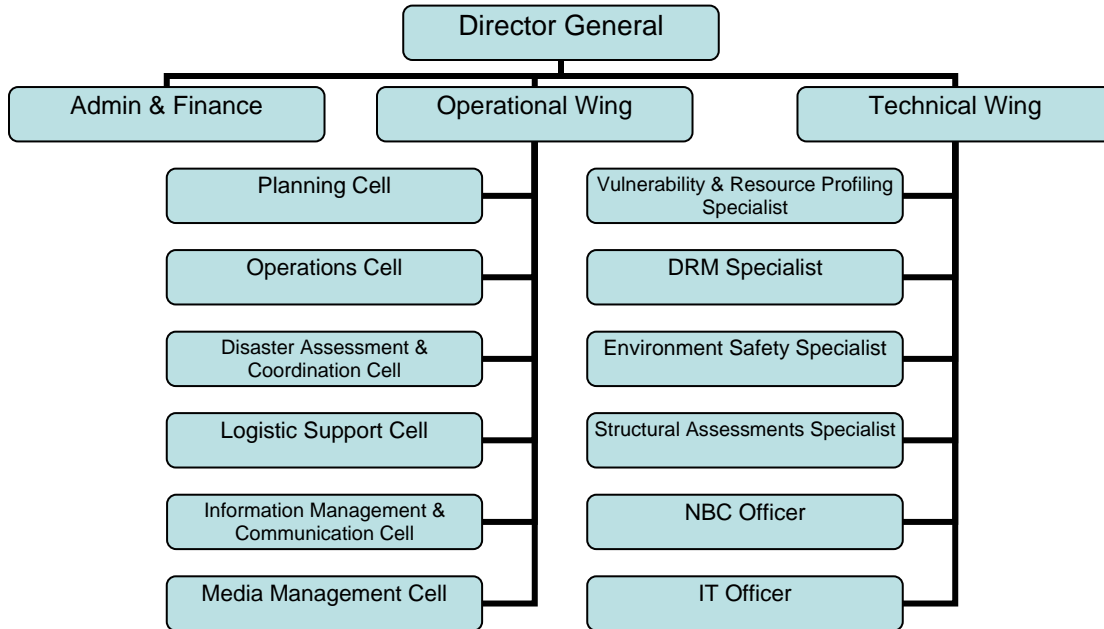 Director General
Admin & Finance
Operational Wing
Technical Wing
Planning Cell
Operations Cell
Disaster Assessment &
Coordination Cell
Logistic Support Cell
Information Management &
Communication Cell
Media Management Cell
Vulnerability & Resource Profiling
Specialist
DRM Specialist
Environment Safety Specialist
Structural Assessments Specialist
NBC Officer
IT Officer